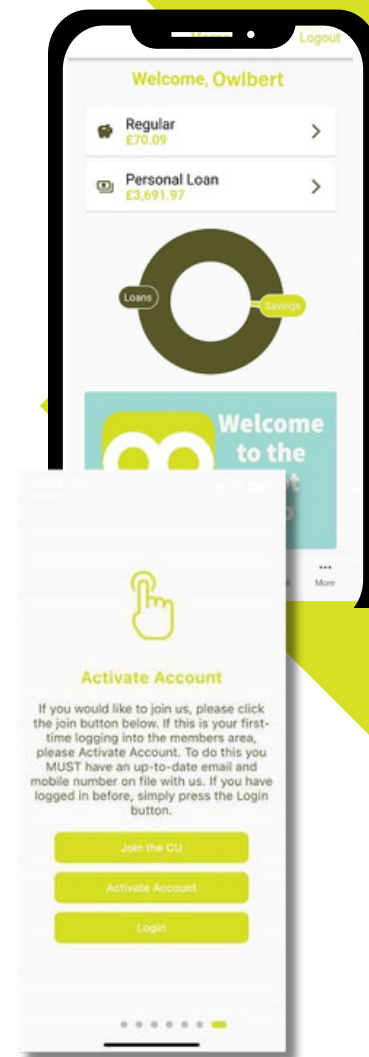 Logout
Welcome, Owlbert
Regular
£70.09
Personal Loan
£3,691.97
Loans
Savings
Welcome
to the
More
Activate Account
If you would like to join us, please click
the join button below. If this is your first-
time logging into the members area,
please Activate Account. To do this you
MUST have an up-to-date email and
mobile number on file with us. If you have
logged in before, simply press the Login
button.
Join the CU
Activate Account
Login